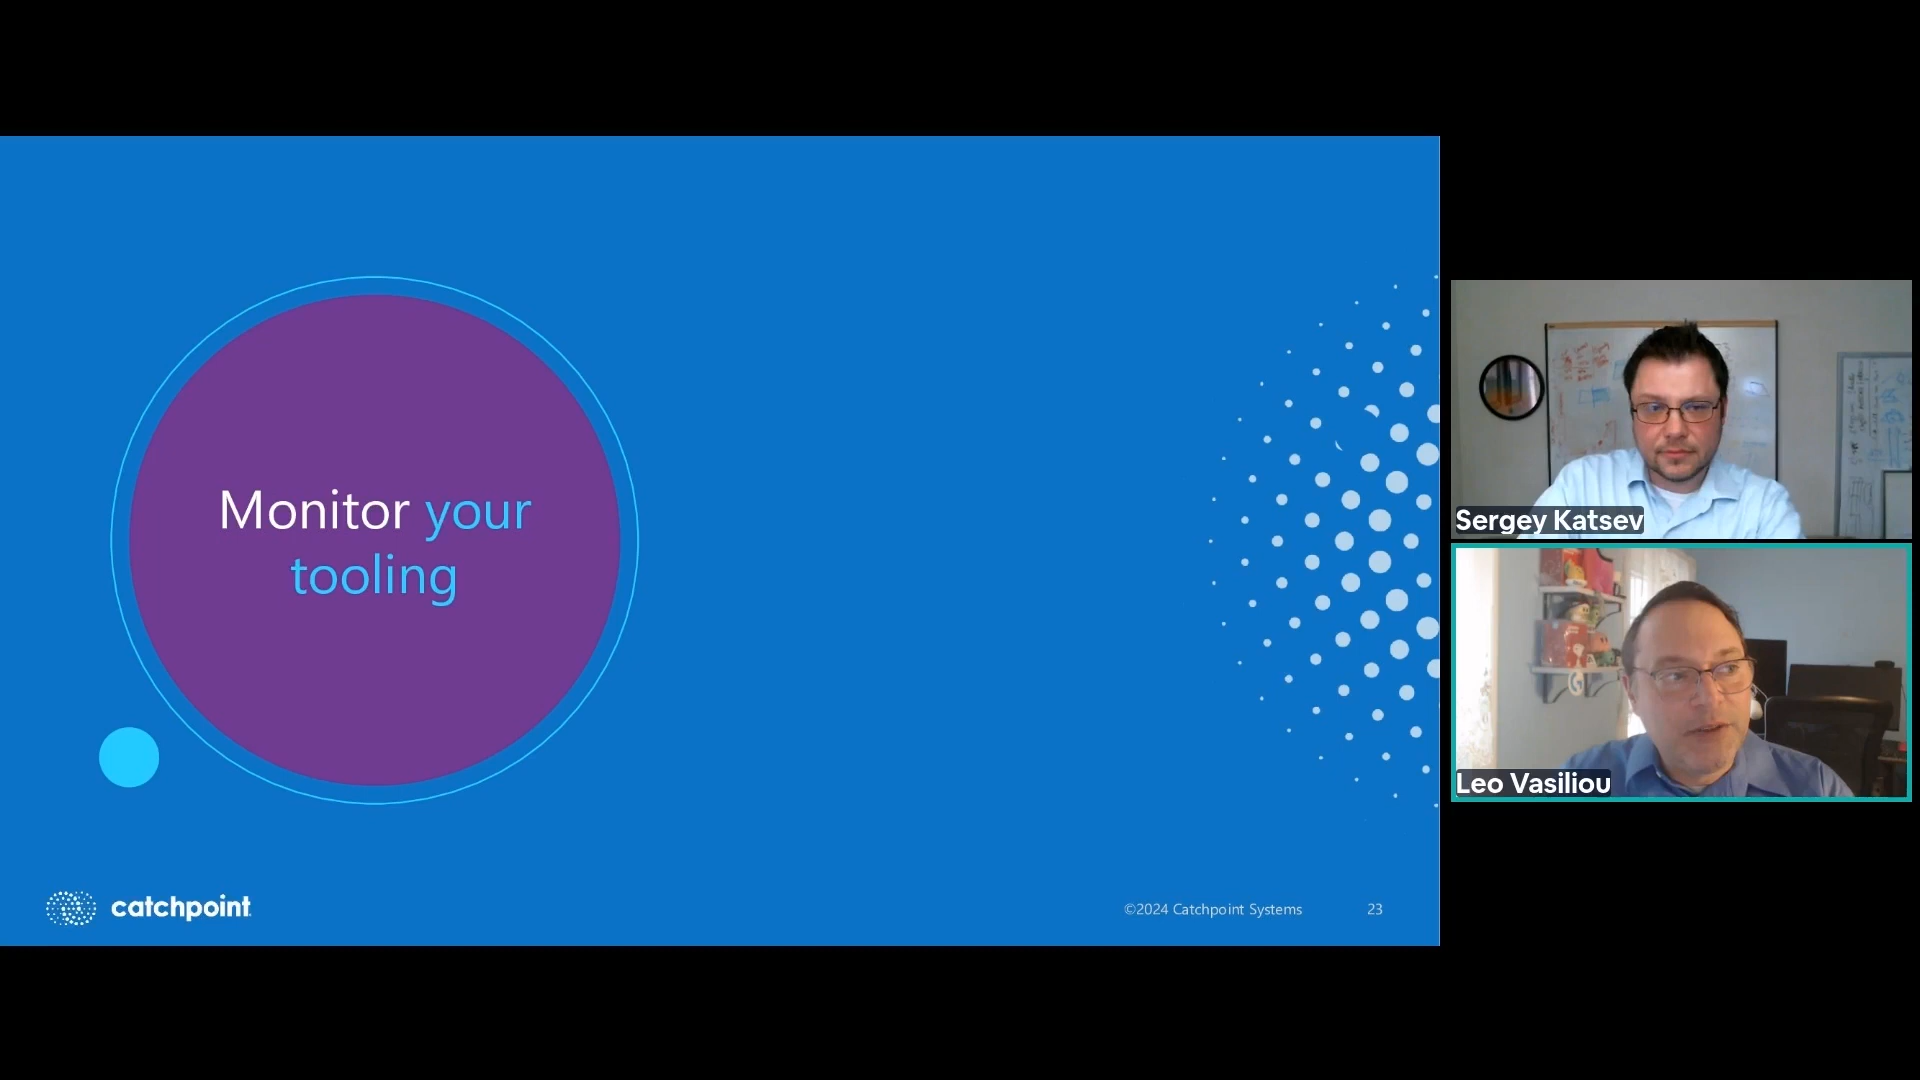 Monitor your
tooling
catchpoint
©2024 Catchpoint Systems
23
Sergey Katsev
Leo Vasiliou